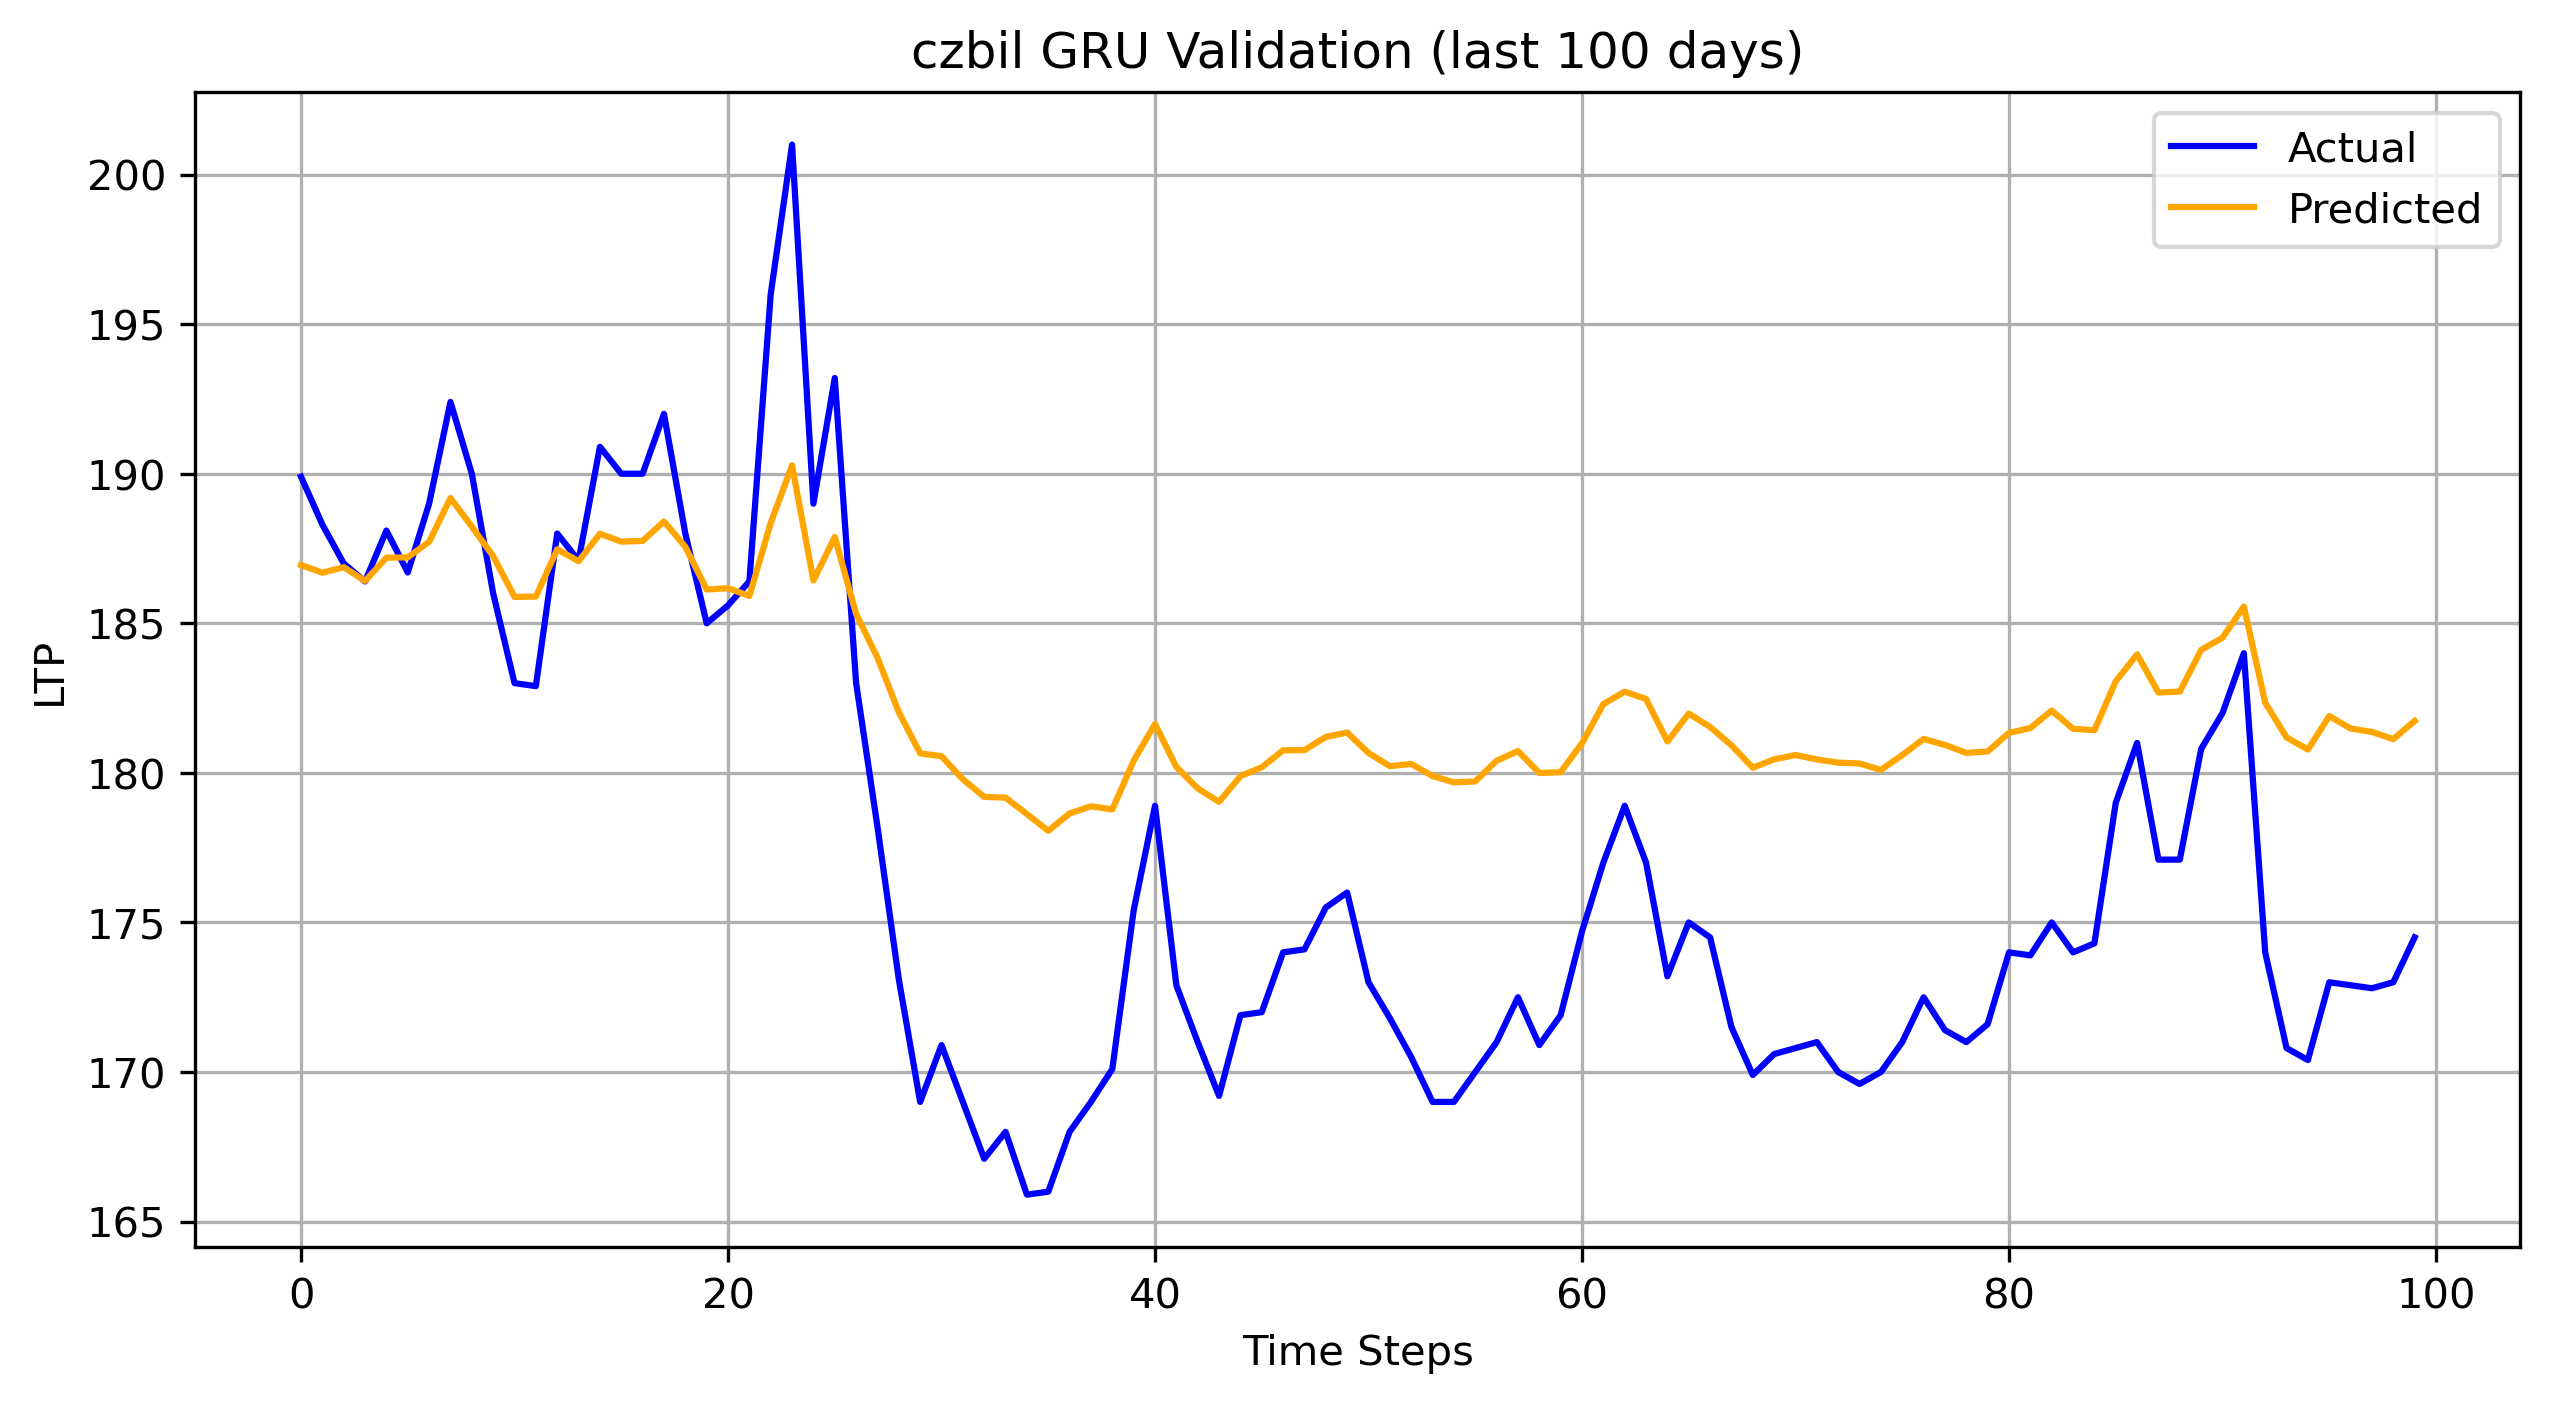 czbil GRU Validation (last 100 days)
Actual
Predicted
200
195
190
185
180
175
170
165
LTP
0 20 40 60 80 100
Time Steps